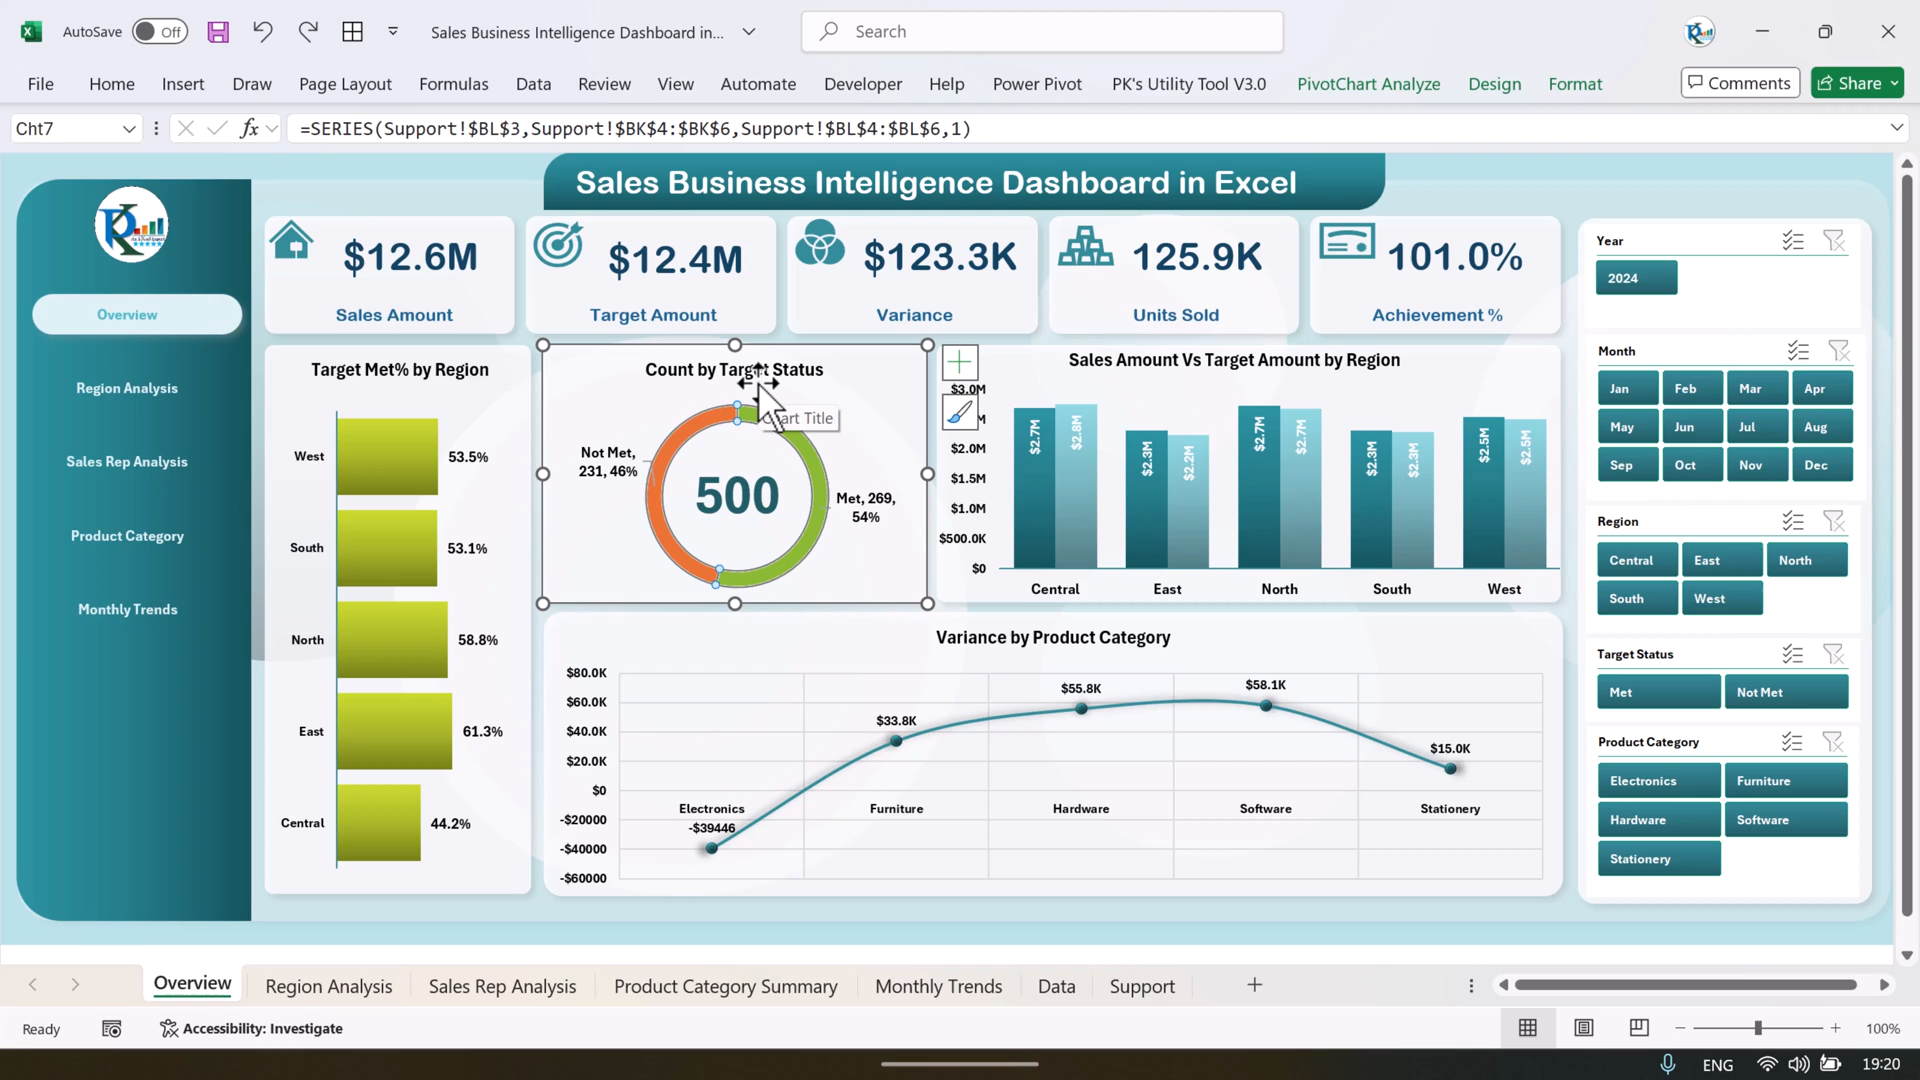 AutoSave Off
Sales Business Intelligence Dashboard in...
Search
File Home Insert Draw Page Layout Formulas Data Review View Automate Developer Help Power Pivot PK's Utility Tool V3.0 PivotChart Analyze Design Format
Comments Share
Cht7
fx
=SERIES(Support!$BL$3,Support!$BK$4:$BK$6,Support!$BL$4:$BL$6,1)
Sales Business Intelligence Dashboard in Excel
Overview
Region Analysis
Sales Rep Analysis
Product Category
Monthly Trends
$12.6M
Sales Amount
$12.4M
Target Amount
$123.3K
Variance
125.9K
Units Sold
101.0%
Achievement %
Target Met% by Region
West 53.5%
South 53.1%
North 58.8%
East 61.3%
Central 44.2%
Count by Target Status
Chart Title
Not Met,
231, 46%
500
Met, 269,
54%
Sales Amount Vs Target Amount by Region
$3.0M
M
$2.0M
$1.5M
$1.0M
$500.0K
$0
$2.7M $2.8M $2.3M $2.2M $2.7M $2.7M $2.3M $2.3M $2.5M $2.5M
Central East North South West
Variance by Product Category
$80.0K
$60.0K
$40.0K
$20.0K
$0
-$20000
-$40000
-$60000
-$39446 $33.8K $55.8K $58.1K $15.0K
Electronics Furniture Hardware Software Stationery
Year
2024
Month
Jan Feb Mar Apr
May Jun Jul Aug
Sep Oct Nov Dec
Region
Central East North
South West
Target Status
Met Not Met
Product Category
Electronics Furniture
Hardware Software
Stationery
Overview Region Analysis Sales Rep Analysis Product Category Summary Monthly Trends Data Support
Ready
Accessibility: Investigate
100%
ENG
19:20